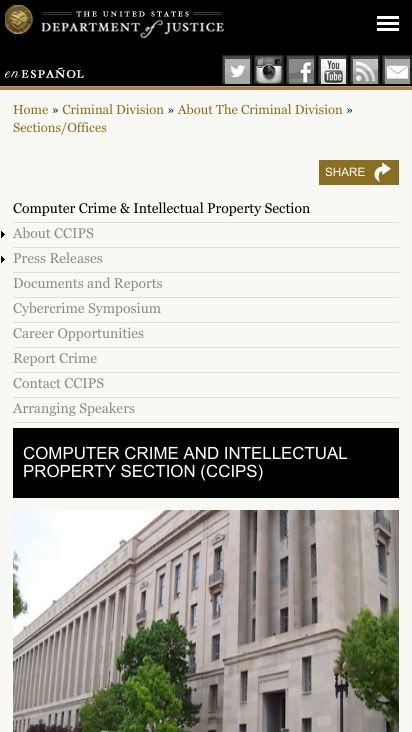 THE UNITED STATES
DEPARTMENT of JUSTICE
en ESPAÑOL
You
Tube
Home » Criminal Division » About The Criminal Division »
Sections/Offices
SHARE
Computer Crime & Intellectual Property Section
About CCIPS
Press Releases
Documents and Reports
Cybercrime Symposium
Career Opportunities
Report Crime
Contact CCIPS
Arranging Speakers
COMPUTER CRIME AND INTELLECTUAL
PROPERTY SECTION (CCIPS)